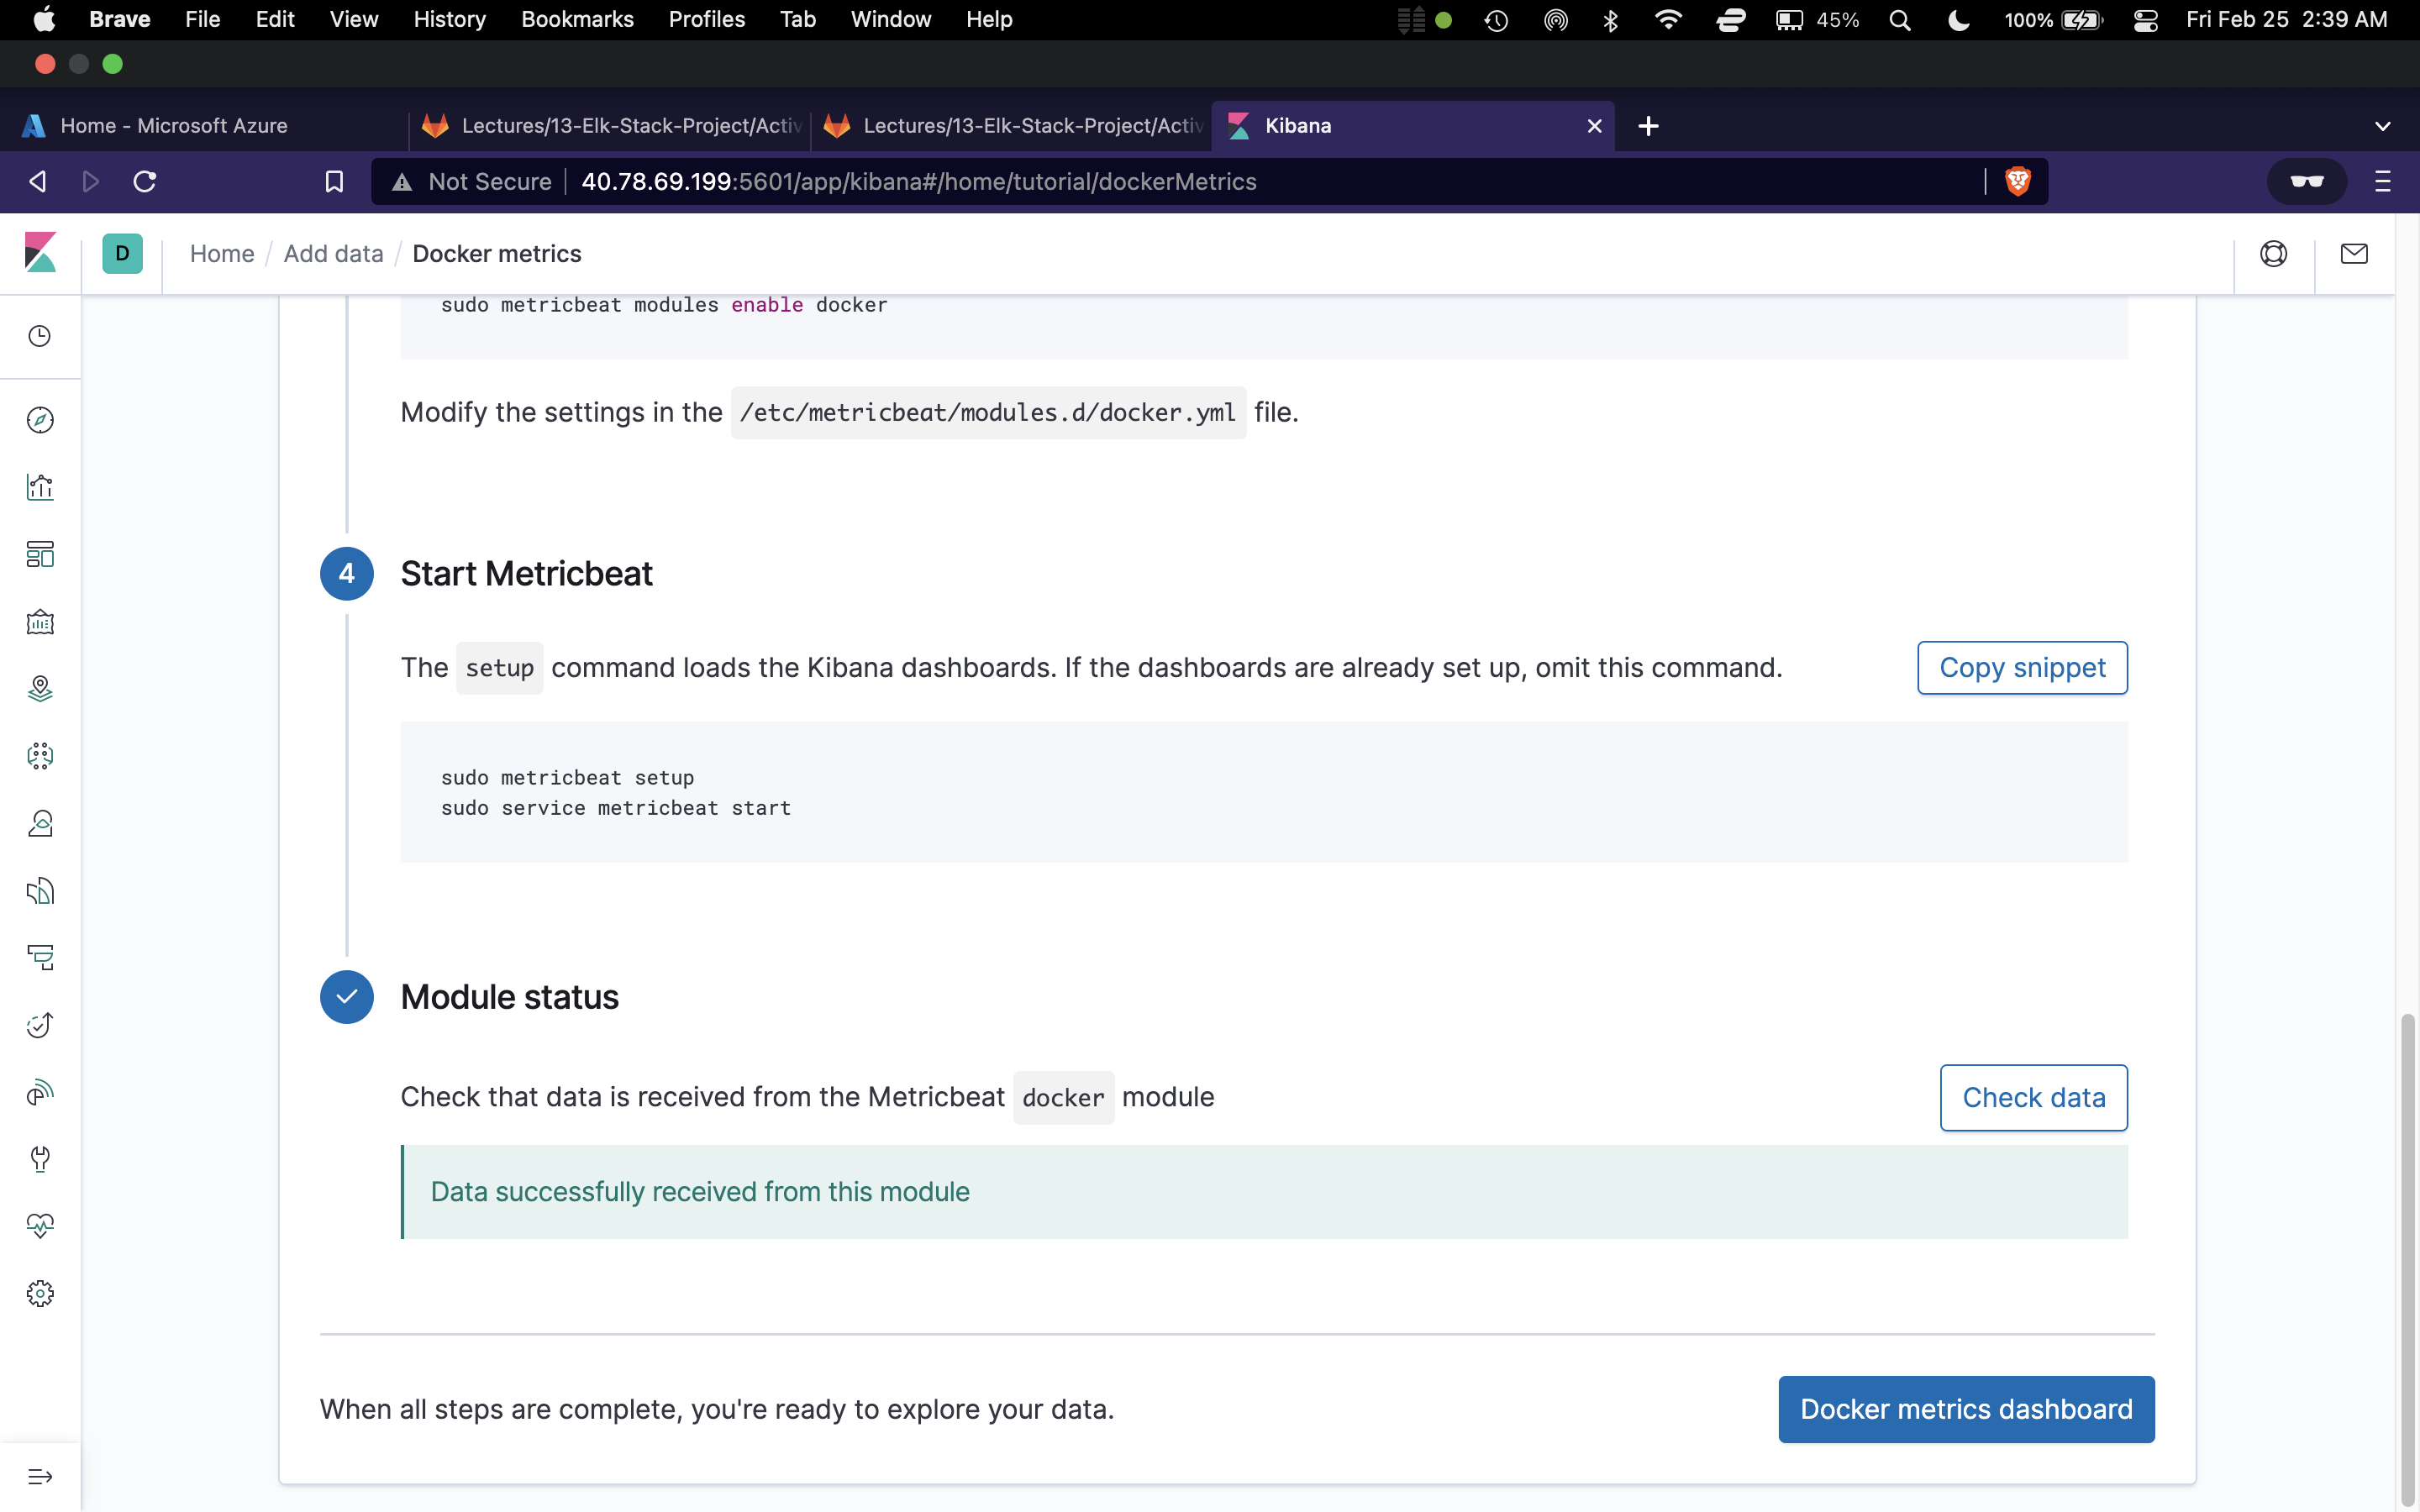 Brave File Edit View History Bookmarks Profiles Tab Window Help 45% 100% Fri Feb 25 2:39 AM
Home - Microsoft Azure Lectures/13-Elk-Stack-Project/Activ Lectures/13-Elk-Stack-Project/Activ Kibana
Not Secure 40.78.69.199:5601/app/kibana#/home/tutorial/dockerMetrics
D Home / Add data / Docker metrics
sudo metricbeat modules enable docker
Modify the settings in the /etc/metricbeat/modules.d/docker.yml file.
4 Start Metricbeat
The setup command loads the Kibana dashboards. If the dashboards are already set up, omit this command. Copy snippet
sudo metricbeat setup
sudo service metricbeat start
Module status
Check that data is received from the Metricbeat docker module Check data
Data successfully received from this module
When all steps are complete, you're ready to explore your data. Docker metrics dashboard